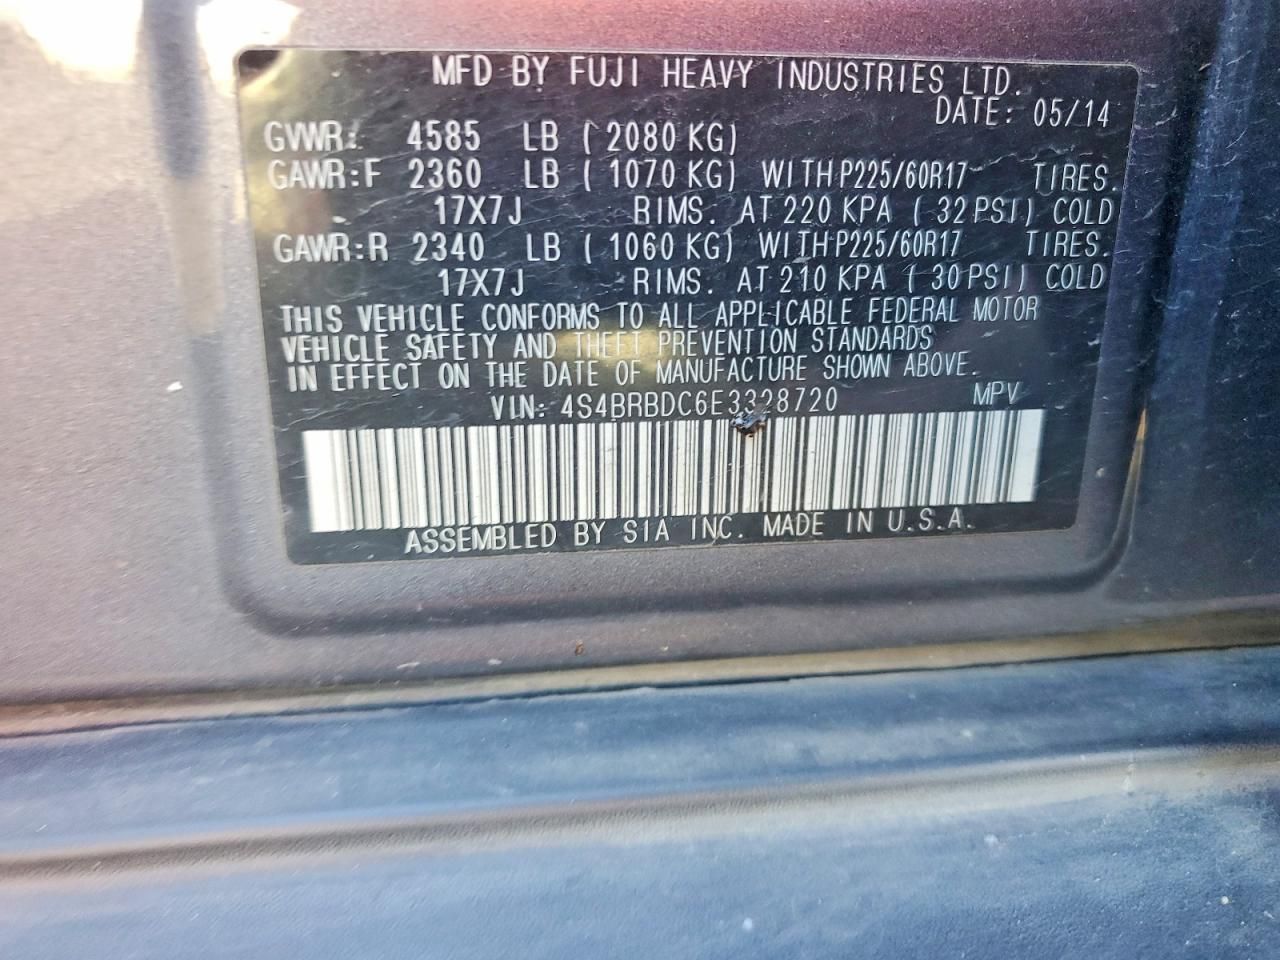 MFD BY FUJI HEAVY INDUSTRIES LTD.
DATE: 05/14
GVWR: 4585 LB ( 2080 KG)
GAWR:F 2360 LB ( 1070 KG) WITH P225/60R17 TIRES.
17X7J RIMS. AT 220 KPA ( 32 PSI) COLD
GAWR:R 2340 LB ( 1060 KG) WITH P225/60R17 TIRES.
17X7J RIMS. AT 210 KPA ( 30 PSI) COLD
THIS VEHICLE CONFORMS TO ALL APPLICABLE FEDERAL MOTOR
VEHICLE SAFETY AND THEFT PREVENTION STANDARDS
IN EFFECT ON THE DATE OF MANUFACTURE SHOWN ABOVE.
VIN: 4S4BRBDC6E3328720 MPV
ASSEMBLED BY SIA INC. MADE IN U.S.A.